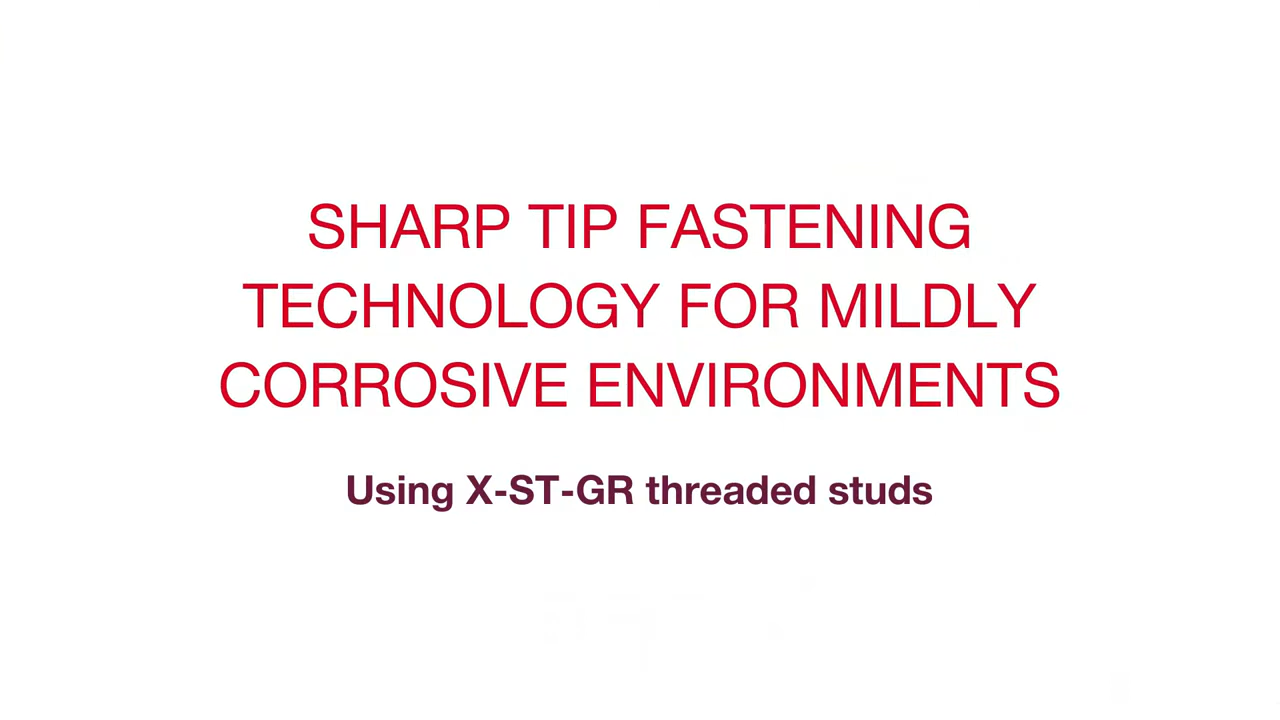 SHARP TIP FASTENING
TECHNOLOGY FOR MILDLY
CORROSIVE ENVIRONMENTS
Using X-ST-GR threaded studs